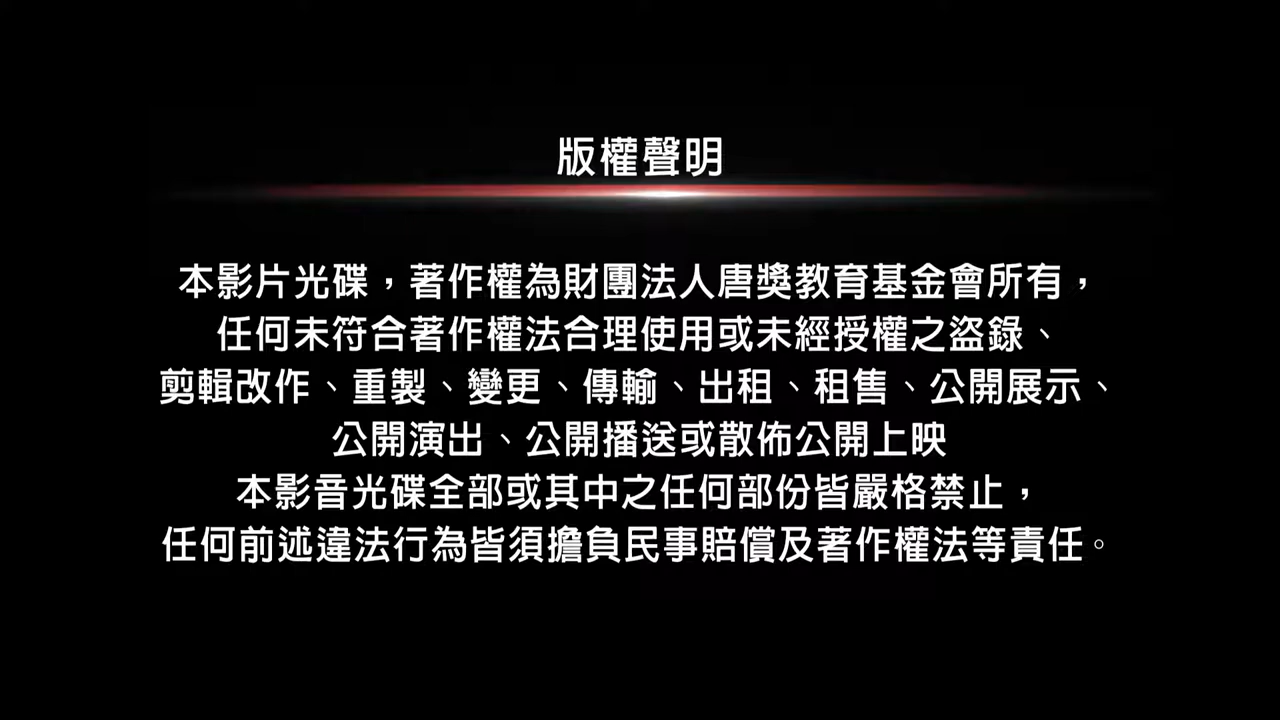 版權聲明
本影片光碟，著作權為財團法人唐獎教育基金會所有，
任何未符合著作權法合理使用或未經授權之盜錄、
剪輯改作、重製、變更、傳輸、出租、租售、公開展示、
公開演出、公開播送或散佈公開上映
本影音光碟全部或其中之任何部份皆嚴格禁止，
任何前述違法行為皆須擔負民事賠償及著作權法等責任。